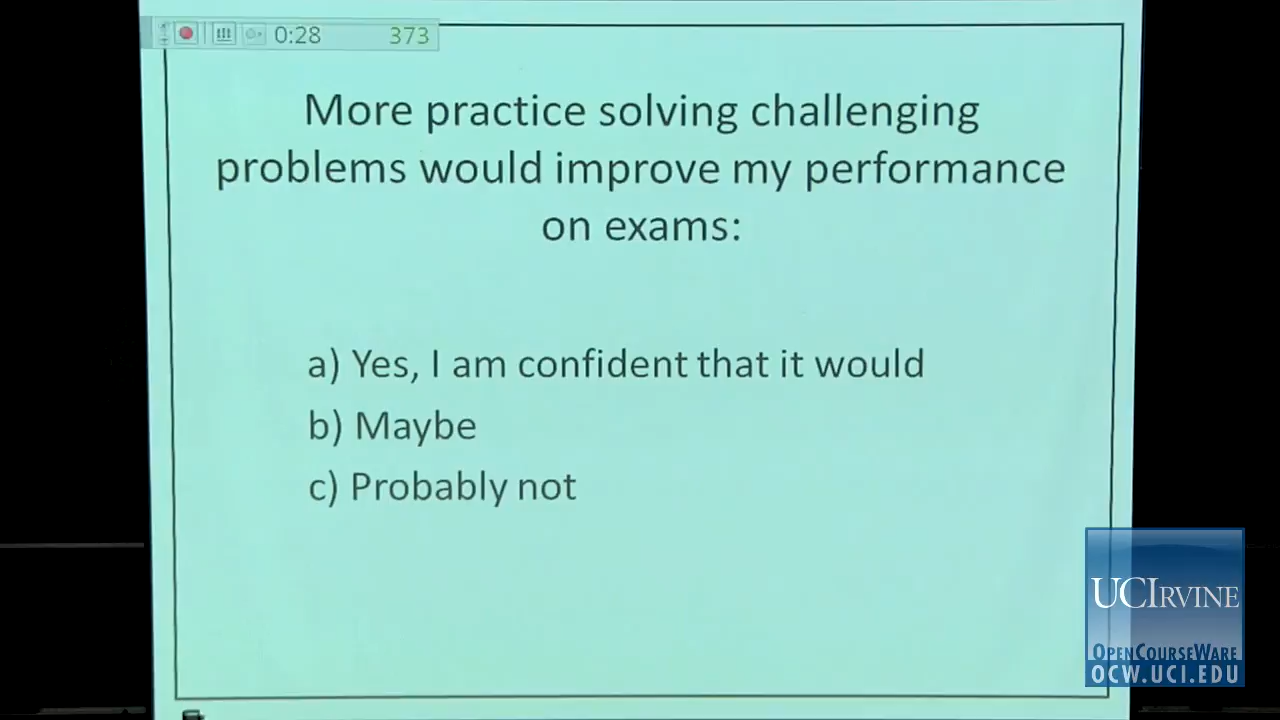 0:28 373
More practice solving challenging
problems would improve my performance
on exams:
a) Yes, I am confident that it would
b) Maybe
c) Probably not
UCIRVINE
OPENCOURSEWARE
OCW.UCI.EDU